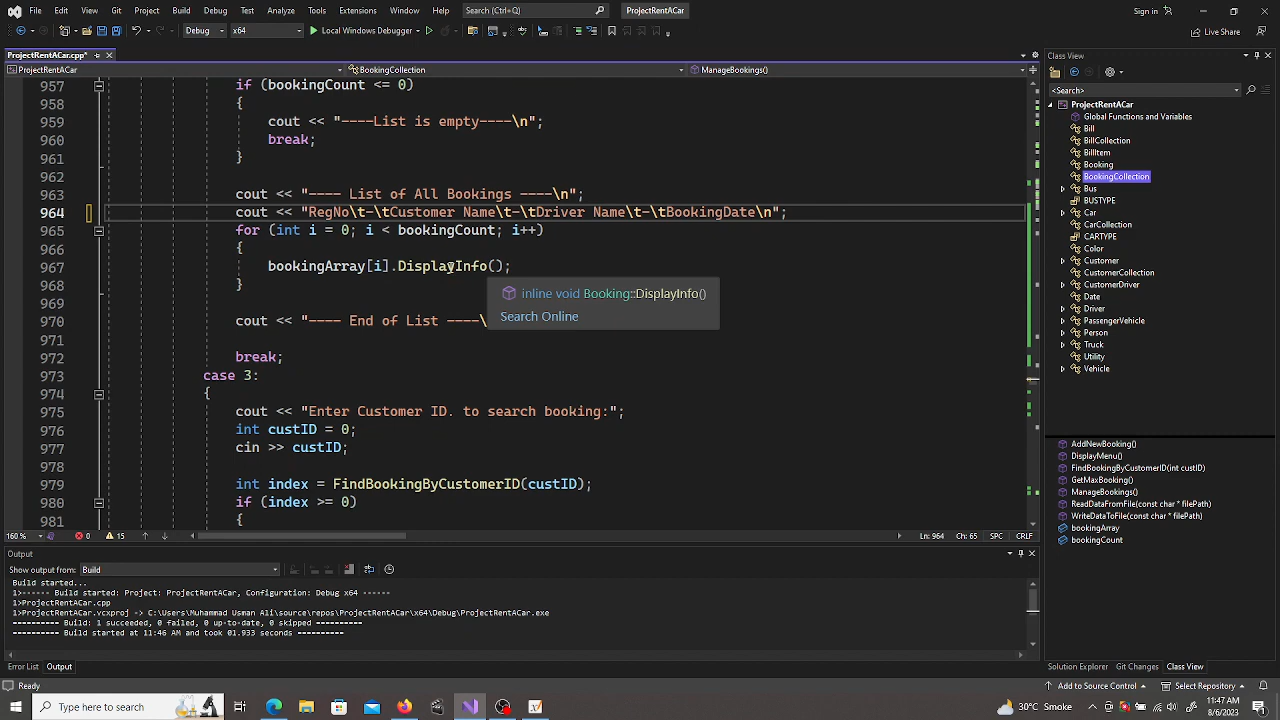 File Edit View Git Project Build Debug Test Analyze Tools Extensions Window Help Search (Ctrl+Q) ProjectRentACar Sign in
Debug x64 Local Windows Debugger Live Share
ProjectRentACar.cpp* Class View
ProjectRentACar BookingCollection ManageBookings()
957 if (bookingCount <= 0)
958 {
959 cout << "----List is empty----\n";
960 break;
961 }
962
963 cout << "---- List of All Bookings ----\n";
964 cout << "RegNo\t-\tCustomer Name\t-\tDriver Name\t-\tBookingDate\n";
965 for (int i = 0; i < bookingCount; i++)
966 {
967 bookingArray[i].DisplayInfo();
968 }
969
970 cout << "---- End of List ----\
971
972 break;
973 case 3:
974 {
975 cout << "Enter Customer ID. to search booking:";
976 int custID = 0;
977 cin >> custID;
978
979 int index = FindBookingByCustomerID(custID);
980 if (index >= 0)
981 {
inline void Booking::DisplayInfo()
Search Online
160 % 0 15 Ln: 964 Ch: 65 SPC CRLF
Output
Show output from: Build
Build started...
1>------ Build started: Project: ProjectRentACar, Configuration: Debug x64 ------
1>ProjectRentACar.cpp
1>ProjectRentACar.vcxproj -> C:\Users\Muhammad Usman Ali\source\repos\ProjectRentACar\x64\Debug\ProjectRentACar.exe
========== Build: 1 succeeded, 0 failed, 0 up-to-date, 0 skipped ==========
========== Build started at 11:46 AM and took 01.933 seconds ==========
Error List Output
<Search>
ProjectRentACar
Global Functions and Variables
Bill
BillCollection
BillItem
Booking
BookingCollection
Bus
BUSTYPE
Car
CarCollection
CARTYPE
Color
Customer
CustomerCollection
CustomerDriver
Date
Driver
PassengerVehicle
Person
Truck
Utility
Vehicle
AddNewBooking()
DisplayMenu()
FindBookingByCustomerID(int custID)
GetMaxBooking()
ManageBookings()
ReadDataFromFile(const char * filePath)
WriteDataToFile(const char * filePath)
bookingArray
bookingCount
Solution Explorer Git Changes Class View
Ready Add to Source Control Select Repository
Type here to search 30°C Mostly sunny 11:47 AM
8/6/2023